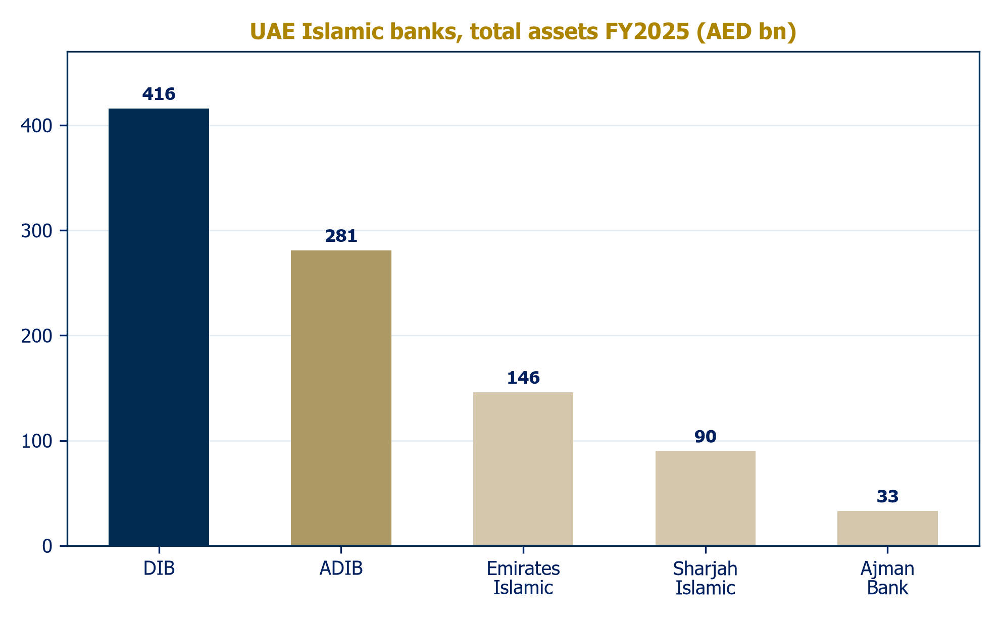 UAE Islamic banks, total assets FY2025 (AED bn)
416
400
300
281
200
146
100
90
33
0
DIB
ADIB
Emirates
Islamic
Sharjah
Islamic
Ajman
Bank